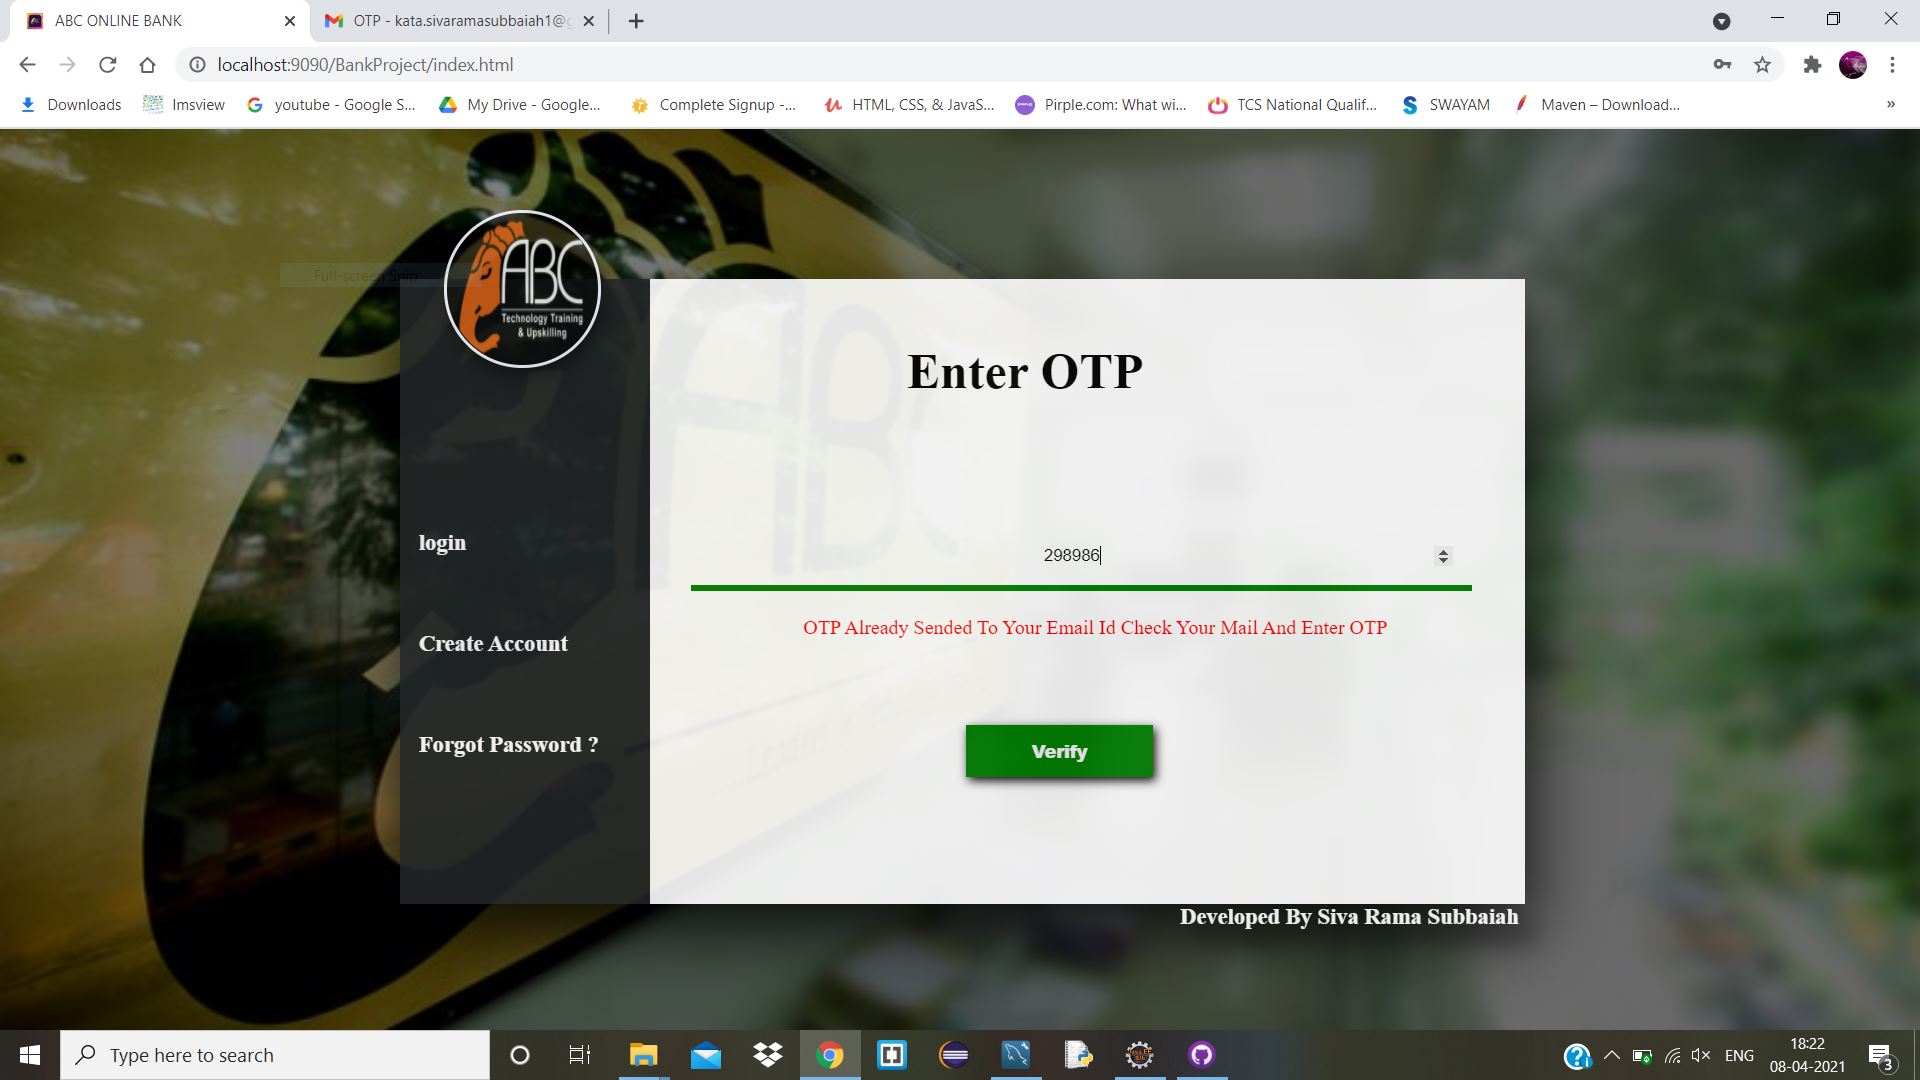 ABC ONLINE BANK
OTP - kata.sivaramasubbaiah1@g
localhost:9090/BankProject/index.html
Downloads
Imsview
youtube - Google S...
My Drive - Google...
Complete Signup -...
HTML, CSS, & JavaS...
Pirple.com: What wi...
TCS National Qualif...
SWAYAM
Maven – Download...
»
Full-screen Snip
ABC
Technology Training
& Upskilling
Enter OTP
login
298986
OTP Already Sended To Your Email Id Check Your Mail And Enter OTP
Create Account
Forgot Password ?
Verify
Developed By Siva Rama Subbaiah
Type here to search
ENG
18:22
08-04-2021
3